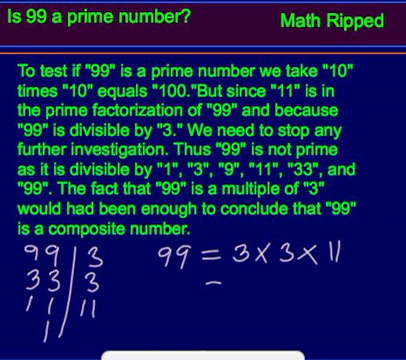 Is 99 a prime number?
Math Ripped
To test if "99" is a prime number we take "10"
times "10" equals "100."But since "11" is in
the prime factorization of "99" and because
"99" is divisible by "3." We need to stop any
further investigation. Thus "99" is not prime
as it is divisible by "1", "3", "9", "11", "33", and
"99". The fact that "99" is a multiple of "3"
would had been enough to conclude that "99"
is a composite number.
99 | 3
33 | 3
11 | 11
1 |
99 = 3 × 3 × 11
=